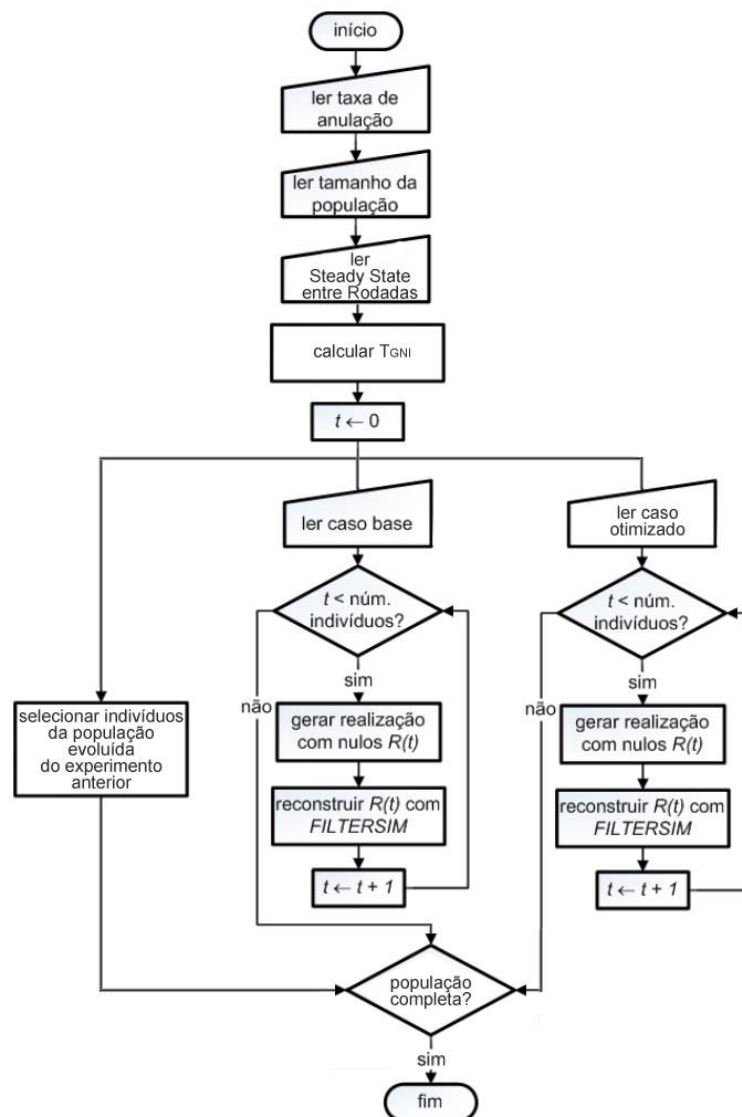 início
ler taxa de
anulação
ler tamanho da
população
ler
Steady State
entre Rodadas
calcular TGNI
t ← 0
ler caso base
ler caso
otimizado
t < núm.
indivíduos?
t < núm.
indivíduos?
sim
sim
não
não
selecionar indivíduos
da população
evoluída
do experimento
anterior
gerar realização
com nulos R(t)
gerar realização
com nulos R(t)
reconstruir R(t) com
FILTERSIM
reconstruir R(t) com
FILTERSIM
t ← t + 1
t ← t + 1
população
completa?
sim
fim